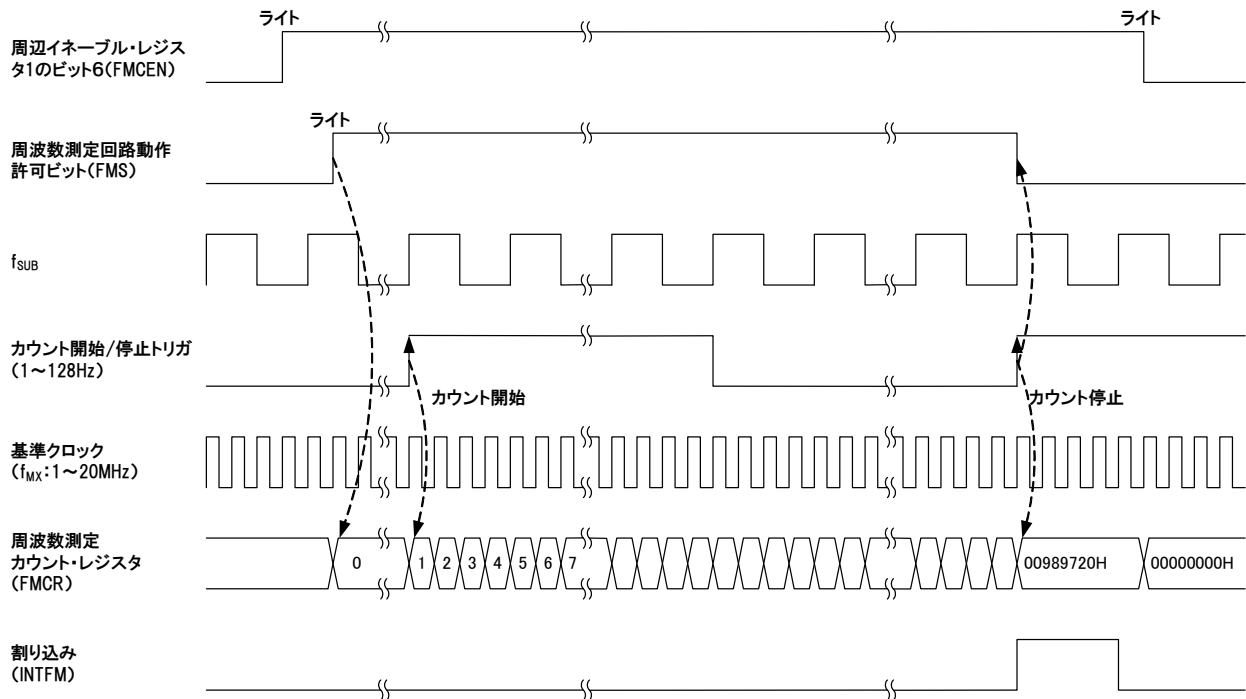 ライト
ライト
周辺イネーブル・レジス
タ1のビット6(FMCEN)
ライト
周波数測定回路動作
許可ビット(FMS)
fSUB
カウント開始/停止トリガ
(1～128Hz)
カウント開始
カウント停止
基準クロック
(fMX:1～20MHz)
周波数測定
カウント・レジスタ
(FMCR)
0 1 2 3 4 5 6 7 00989720H 00000000H
割り込み
(INTFM)